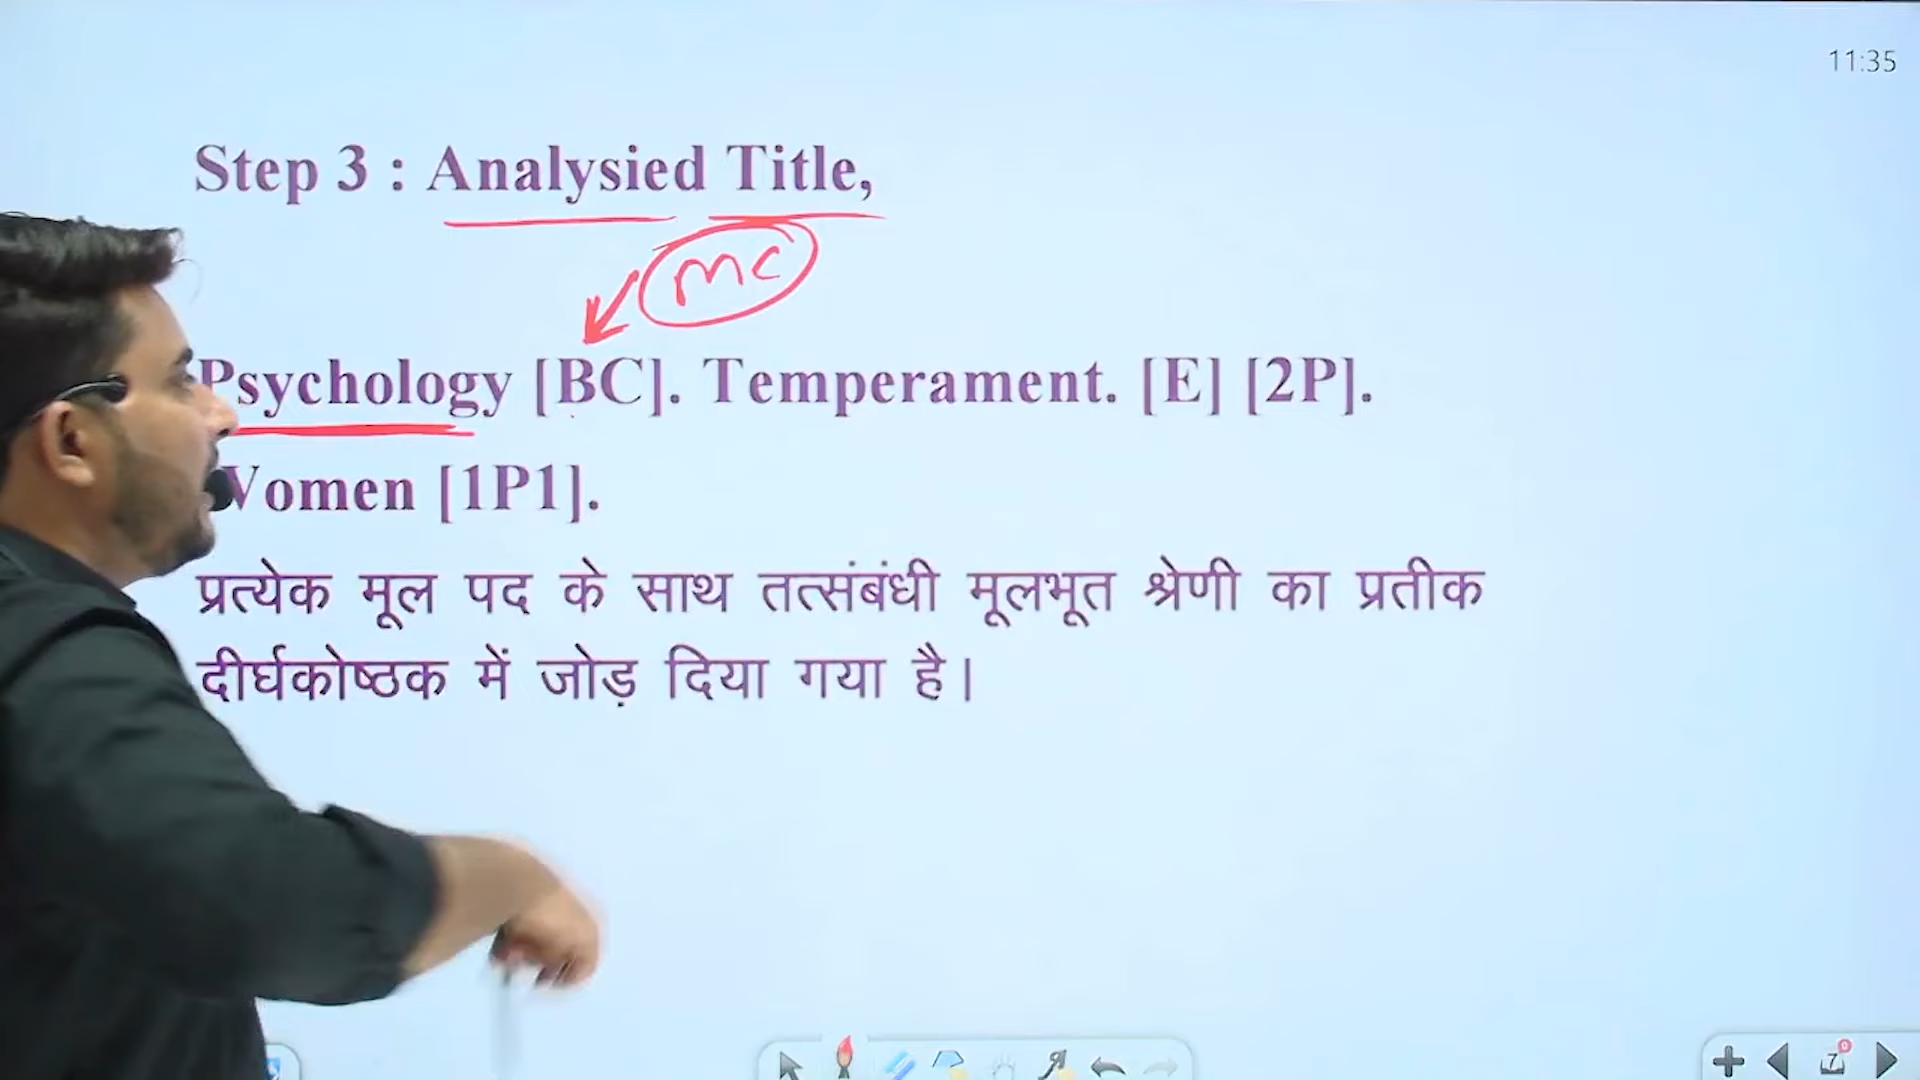 11:35
Step 3 : Analysied Title,
MC
Psychology [BC]. Temperament. [E] [2P].
Women [1P1].
प्रत्येक मूल पद के साथ तत्संबंधी मूलभूत श्रेणी का प्रतीक
दीर्घकोष्ठक में जोड़ दिया गया है।
7